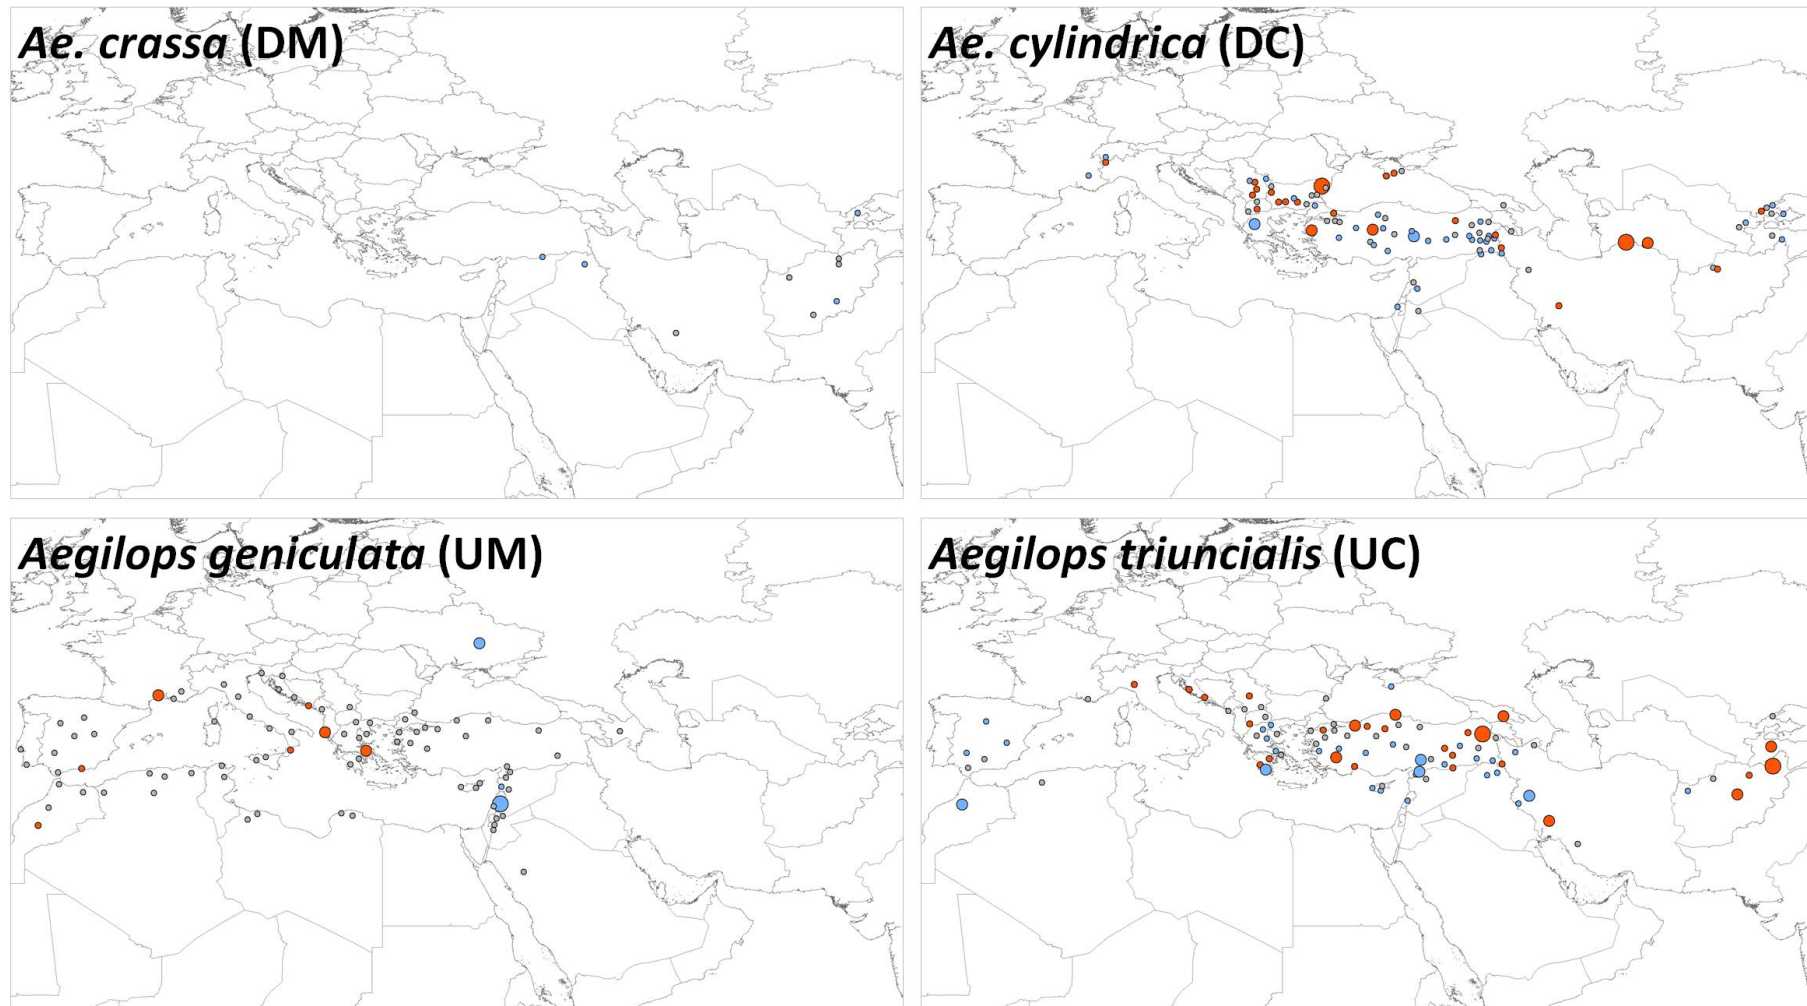 Ae. crassa (DM)
Ae. cylindrica (DC)
Aegilops geniculata (UM)
Aegilops triuncialis (UC)